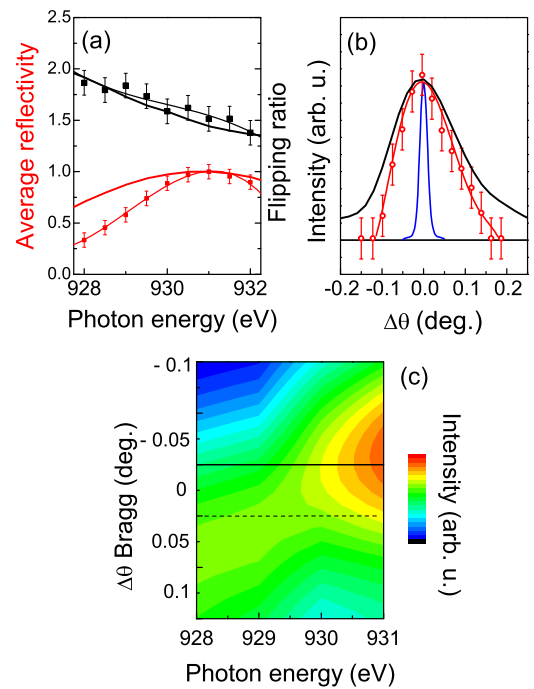 (a)
Average reflectivity
2.5
2.0
1.5
1.0
0.5
0.0
928
930
932
Photon energy (eV)
Flipping ratio
(b)
Intensity (arb. u.)
-0.2
-0.1
0.0
0.1
0.2
Δθ (deg.)
(c)
Δθ Bragg (deg.)
- 0.1
- 0.05
0
0.05
0.1
928
929
930
931
Photon energy (eV)
Intensity (arb. u.)